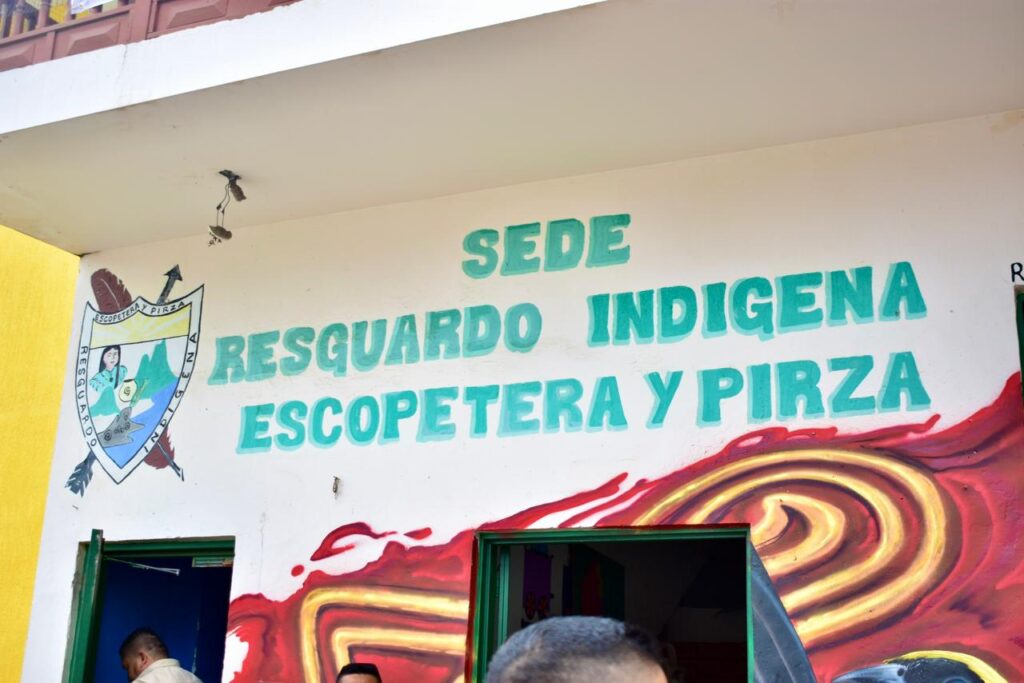 SEDE
RESGUARDO INDIGENA
ESCOPETERA Y PIRZA
ESCOPETERA Y PIRZA
RESGUARDO
INDIGENA
R